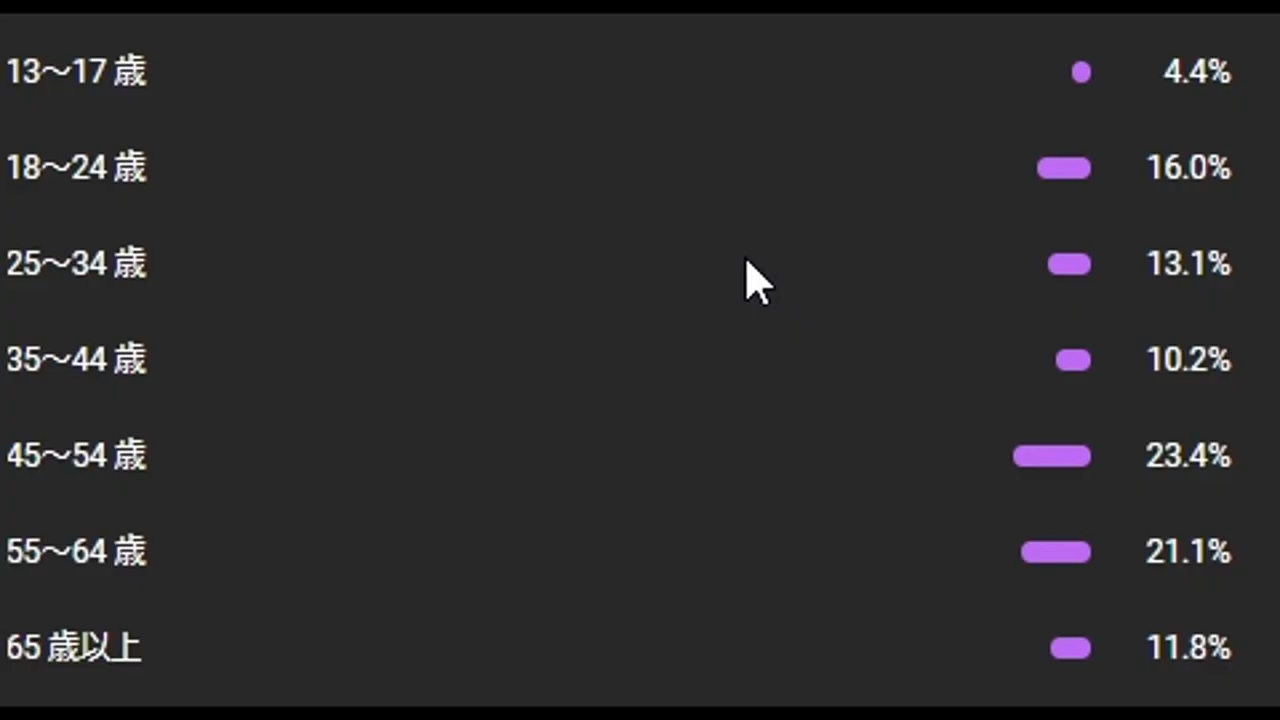 13～17 歳 4.4%
18～24 歳 16.0%
25～34 歳 13.1%
35～44 歳 10.2%
45～54 歳 23.4%
55～64 歳 21.1%
65 歳以上 11.8%